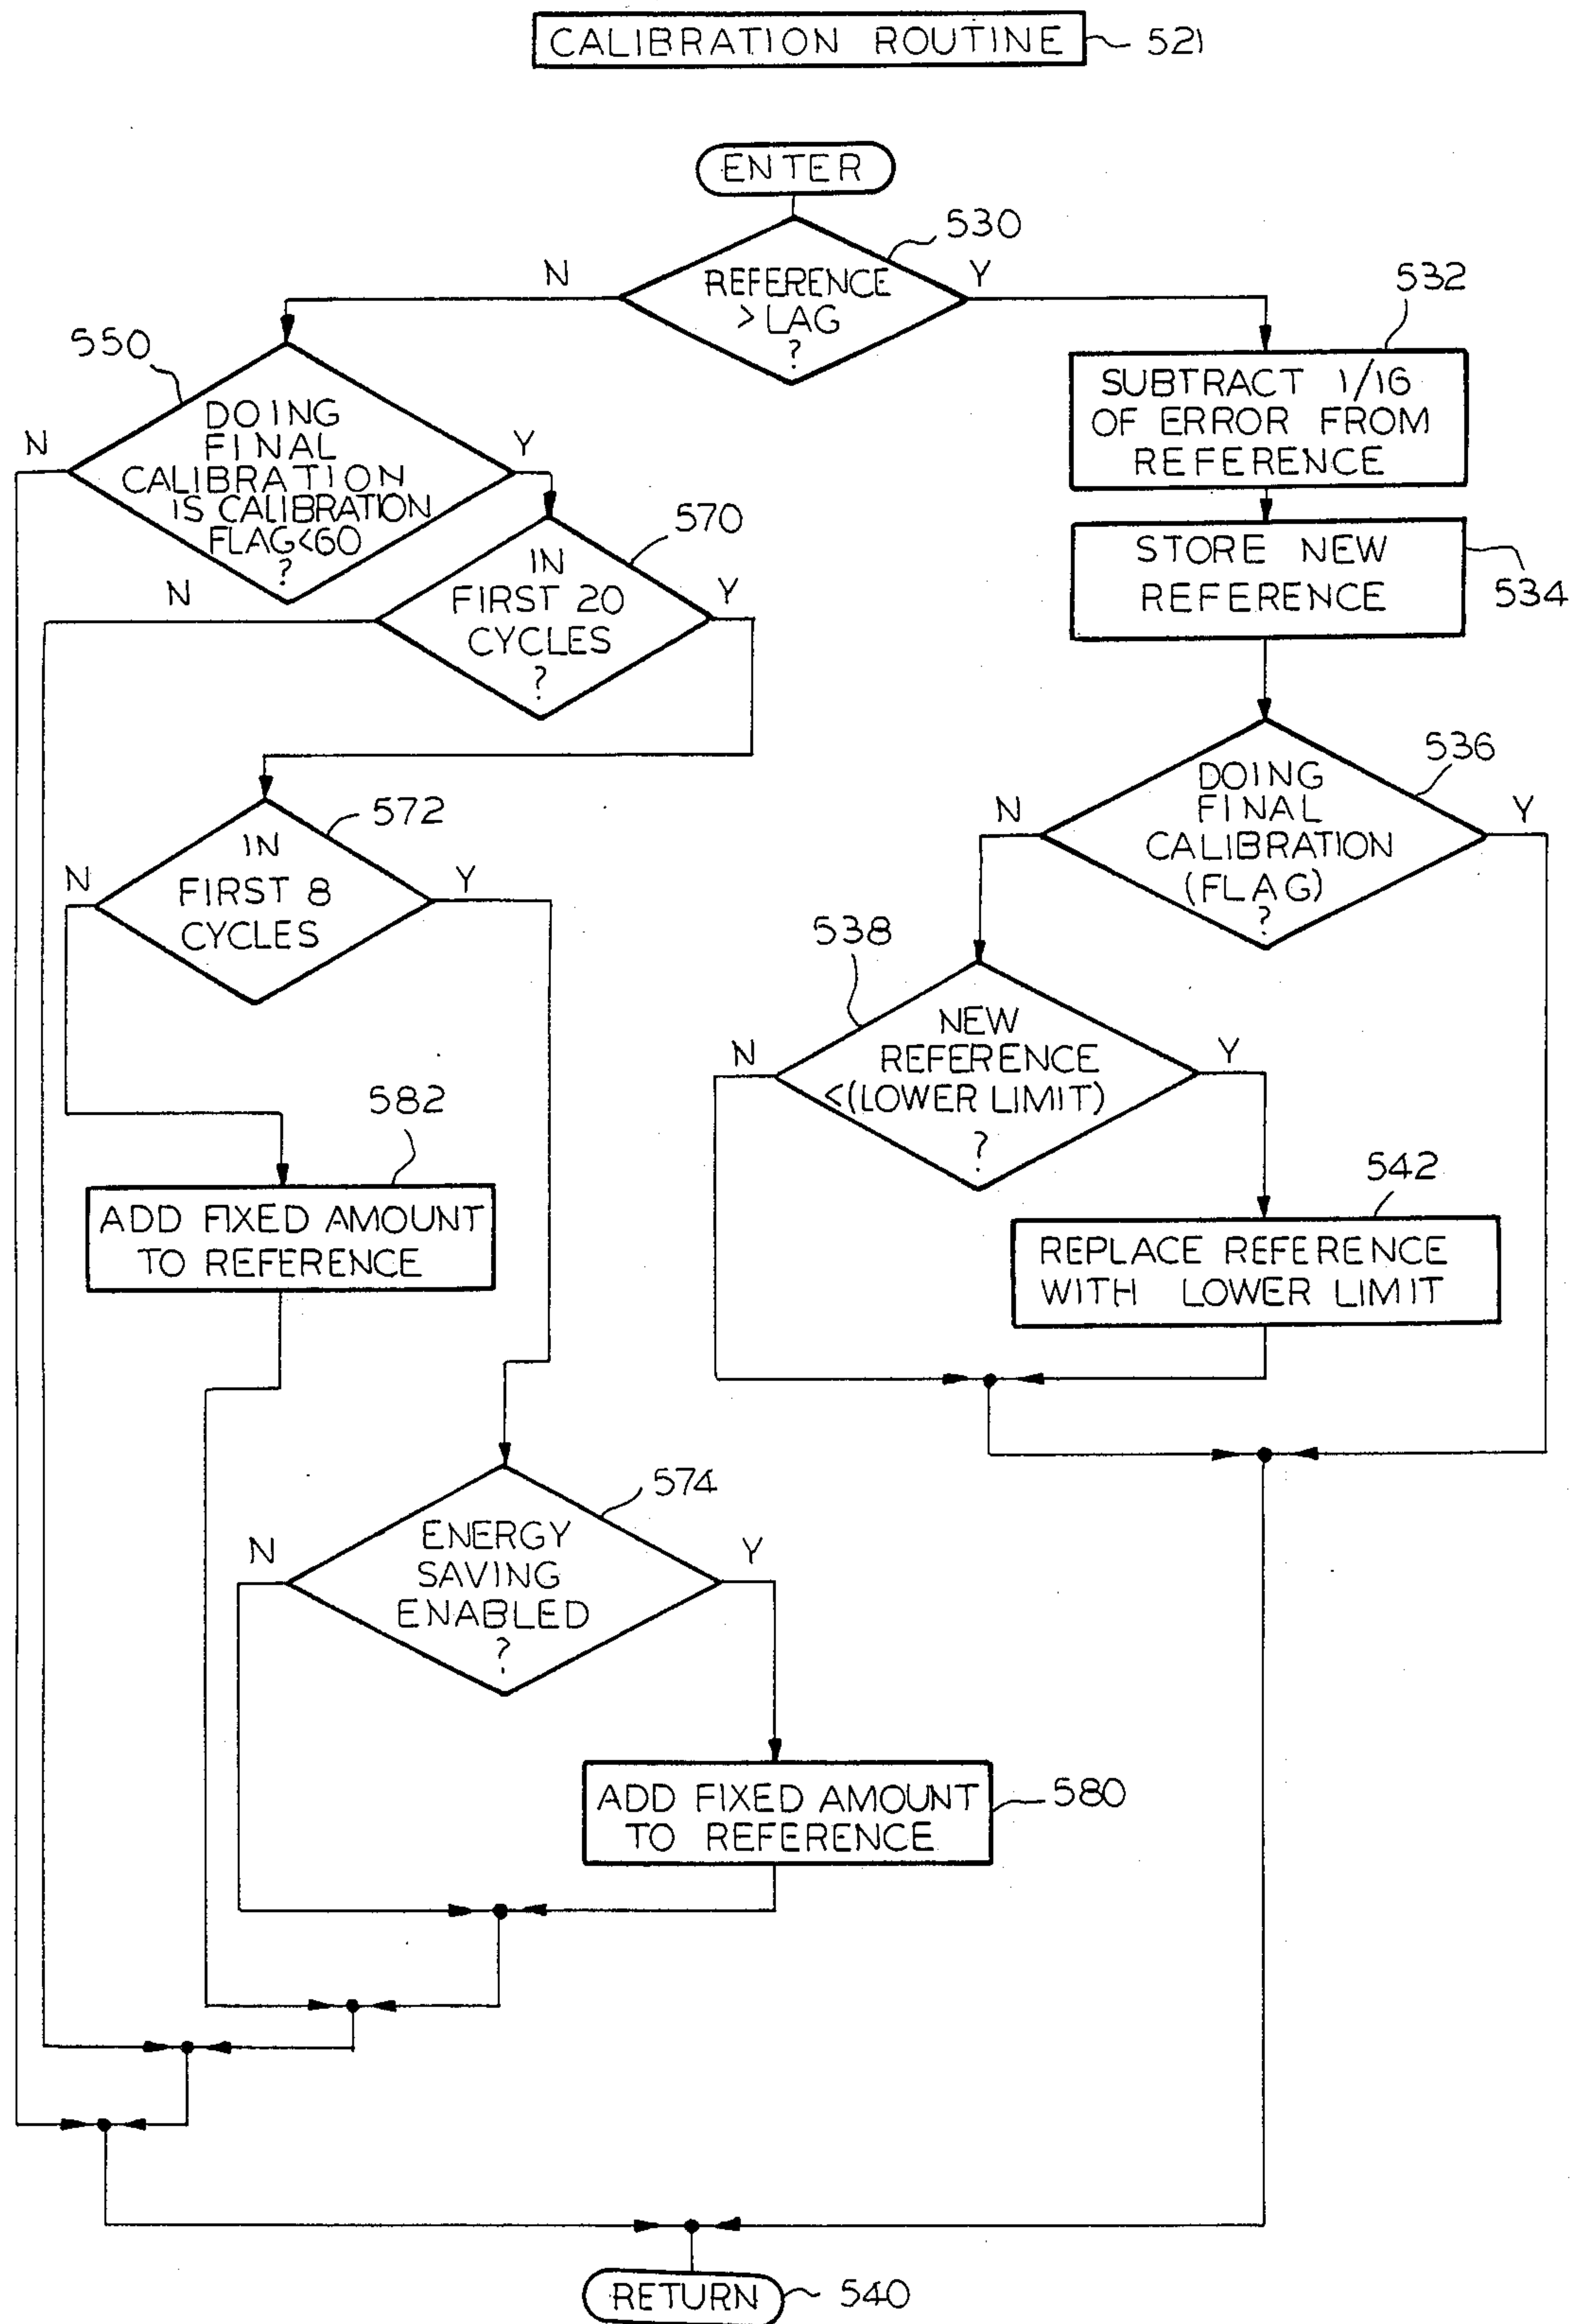 CALIBRATION ROUTINE
521
ENTER
530
N
REFERENCE
> LAG
?
Y
532
SUBTRACT 1/16
OF ERROR FROM
REFERENCE
550
DOING
FINAL
CALIBRATION
IS CALIBRATION
FLAG<60
?
N
Y
STORE NEW
REFERENCE
534
570
IN
FIRST 20
CYCLES
?
N
Y
536
DOING
FINAL
CALIBRATION
(FLAG)
?
N
Y
572
IN
FIRST 8
CYCLES
N
Y
538
NEW
REFERENCE
<(LOWER LIMIT)
?
N
Y
582
ADD FIXED AMOUNT
TO REFERENCE
542
REPLACE REFERENCE
WITH LOWER LIMIT
574
ENERGY
SAVING
ENABLED
?
N
Y
ADD FIXED AMOUNT
TO REFERENCE
580
RETURN
540